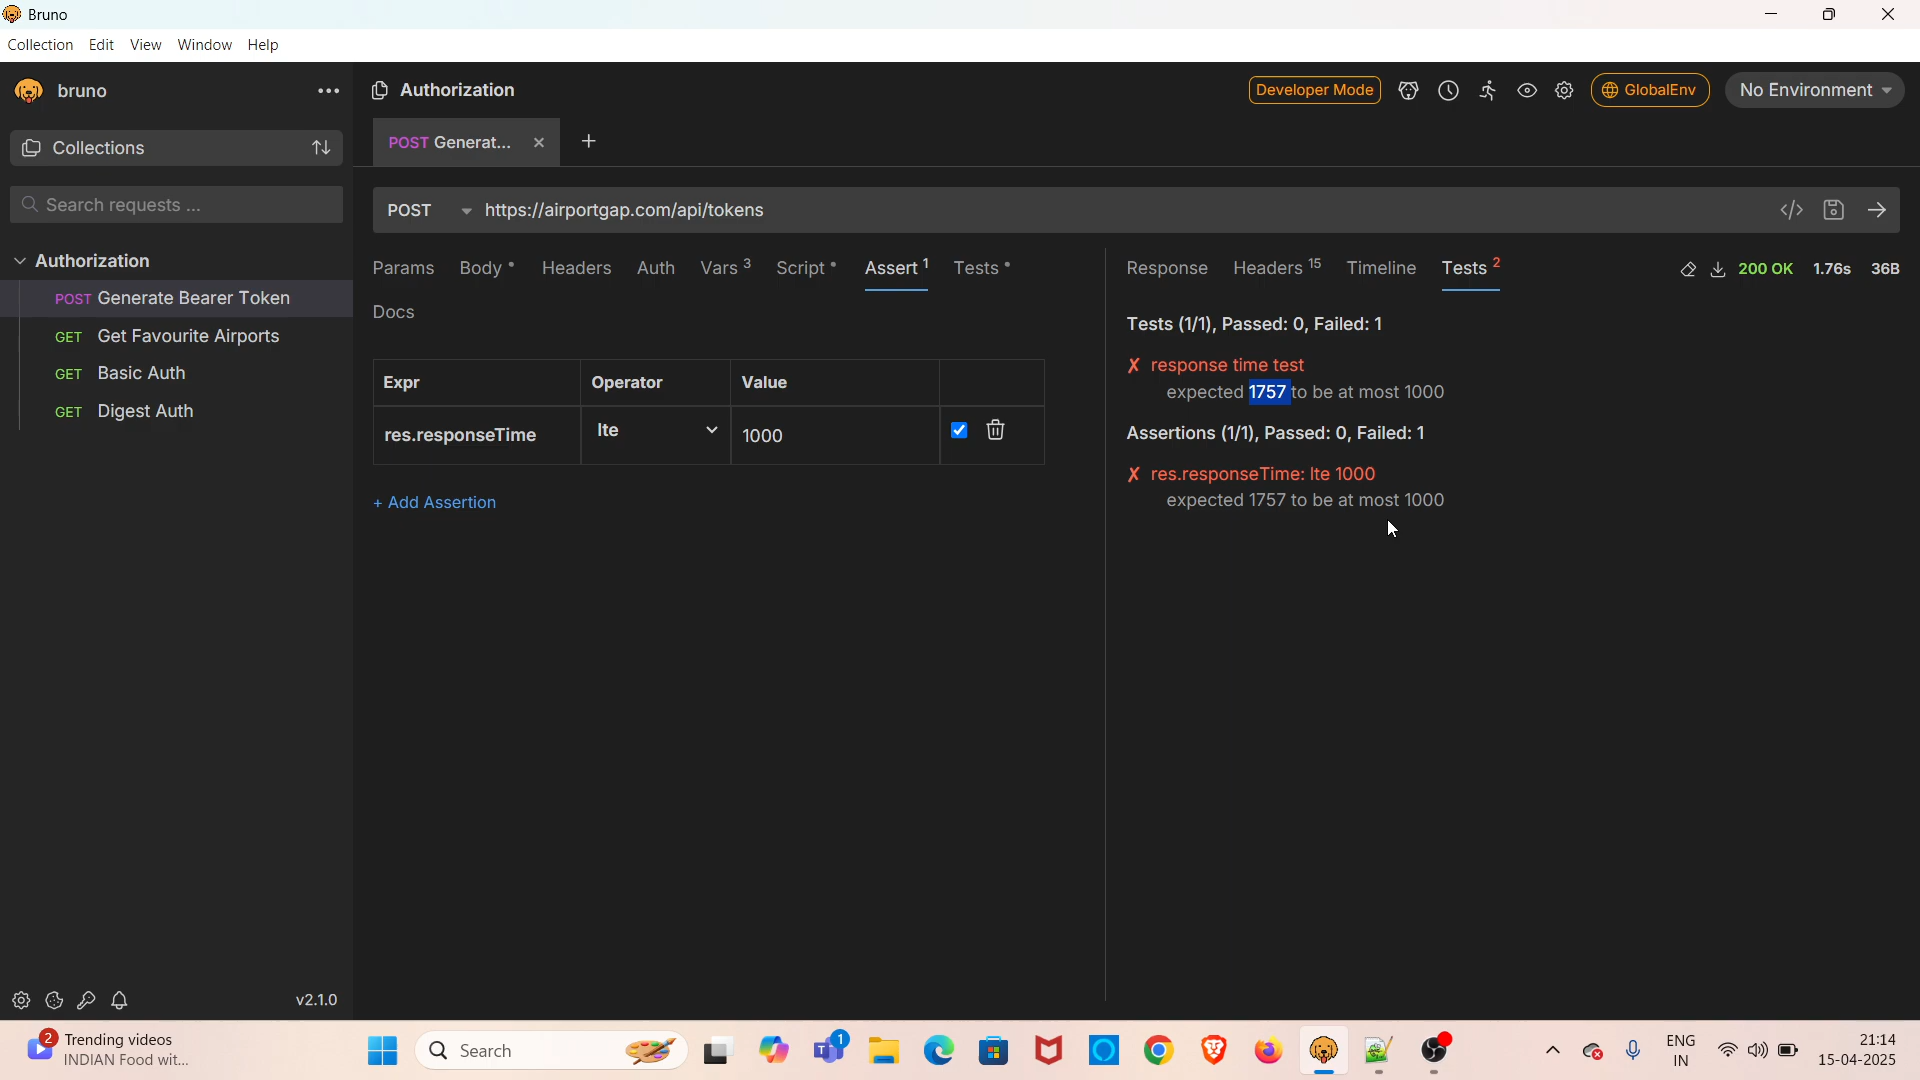 Bruno
Collection Edit View Window Help
bruno
Authorization
Developer Mode
GlobalEnv
No Environment
Collections
POST Generat...
Search requests ...
POST
https://airportgap.com/api/tokens
Authorization
POST Generate Bearer Token
GET Get Favourite Airports
GET Basic Auth
GET Digest Auth
Params Body Headers Auth Vars 3 Script Assert 1 Tests
Docs
Expr Operator Value
res.responseTime lte 1000
+ Add Assertion
Response Headers 15 Timeline Tests 2
200 OK 1.76s 36B
Tests (1/1), Passed: 0, Failed: 1
✗ response time test
expected 1757 to be at most 1000
Assertions (1/1), Passed: 0, Failed: 1
✗ res.responseTime: lte 1000
expected 1757 to be at most 1000
v2.1.0
2
Trending videos
INDIAN Food wit...
Search
1
ENG
IN
21:14
15-04-2025